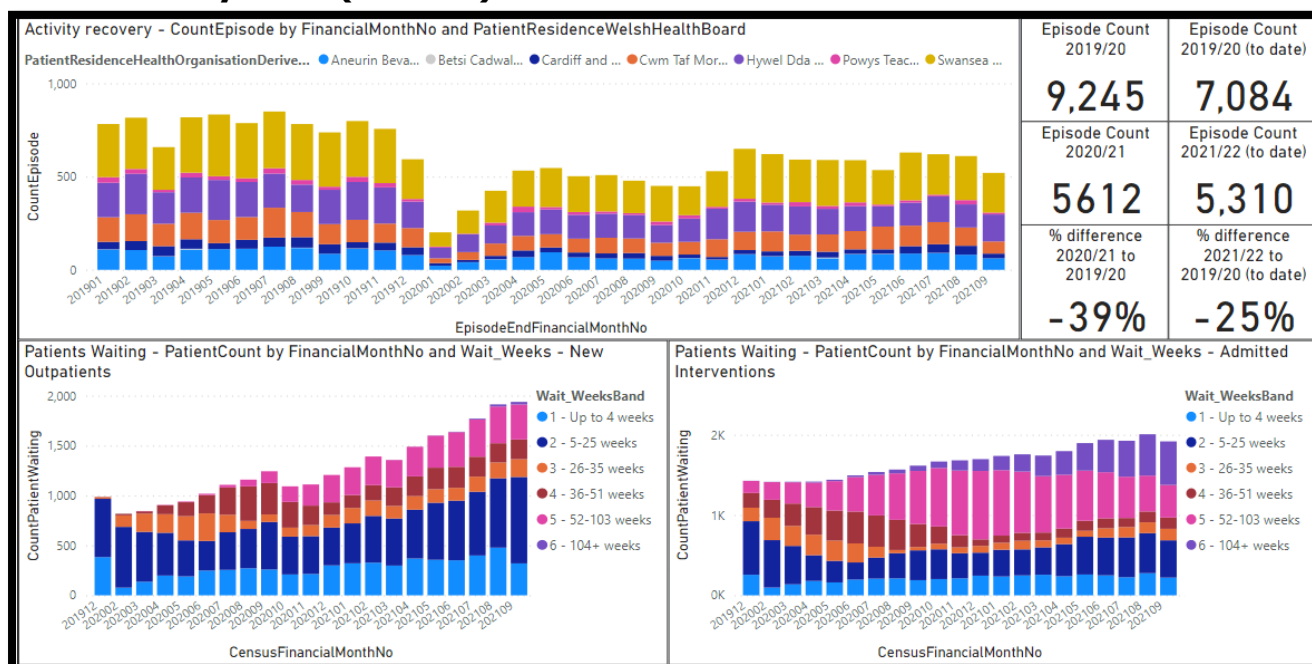 Activity recovery - CountEpisode by FinancialMonthNo and PatientResidenceWelshHealthBoard
PatientResidenceHealthOrganisationDerive... Aneurin Beva... Betsi Cadwal... Cardiff and ... Cwm Taf Mor... Hywel Dda ... Powys Teac... Swansea ...
CountEpisode
1,000
500
0
201901 201902 201903 201904 201905 201906 201907 201908 201909 201910 201911 201912 202001 202002 202003 202004 202005 202006 202007 202008 202009 202010 202011 202012 202101 202102 202103 202104 202105 202106 202107 202108 202109
EpisodeEndFinancialMonthNo
Episode Count
2019/20
9,245
Episode Count
2019/20 (to date)
7,084
Episode Count
2020/21
5612
Episode Count
2021/22 (to date)
5,310
% difference
2020/21 to
2019/20
-39%
% difference
2021/22 to
2019/20 (to date)
-25%
Patients Waiting - PatientCount by FinancialMonthNo and Wait_Weeks - New
Outpatients
CountPatientWaiting
2,000
1,500
1,000
500
0
201912 202002 202003 202004 202005 202006 202007 202008 202009 202010 202011 202012 202101 202102 202103 202104 202105 202106 202107 202108 202109
CensusFinancialMonthNo
Wait_WeeksBand
1 - Up to 4 weeks
2 - 5-25 weeks
3 - 26-35 weeks
4 - 36-51 weeks
5 - 52-103 weeks
6 - 104+ weeks
Patients Waiting - PatientCount by FinancialMonthNo and Wait_Weeks - Admitted
Interventions
CountPatientWaiting
2K
1K
0K
201912 202002 202003 202004 202005 202006 202007 202008 202009 202010 202011 202012 202101 202102 202103 202104 202105 202106 202107 202108 202109
CensusFinancialMonthNo
Wait_WeeksBand
1 - Up to 4 weeks
2 - 5-25 weeks
3 - 26-35 weeks
4 - 36-51 weeks
5 - 52-103 weeks
6 - 104+ weeks